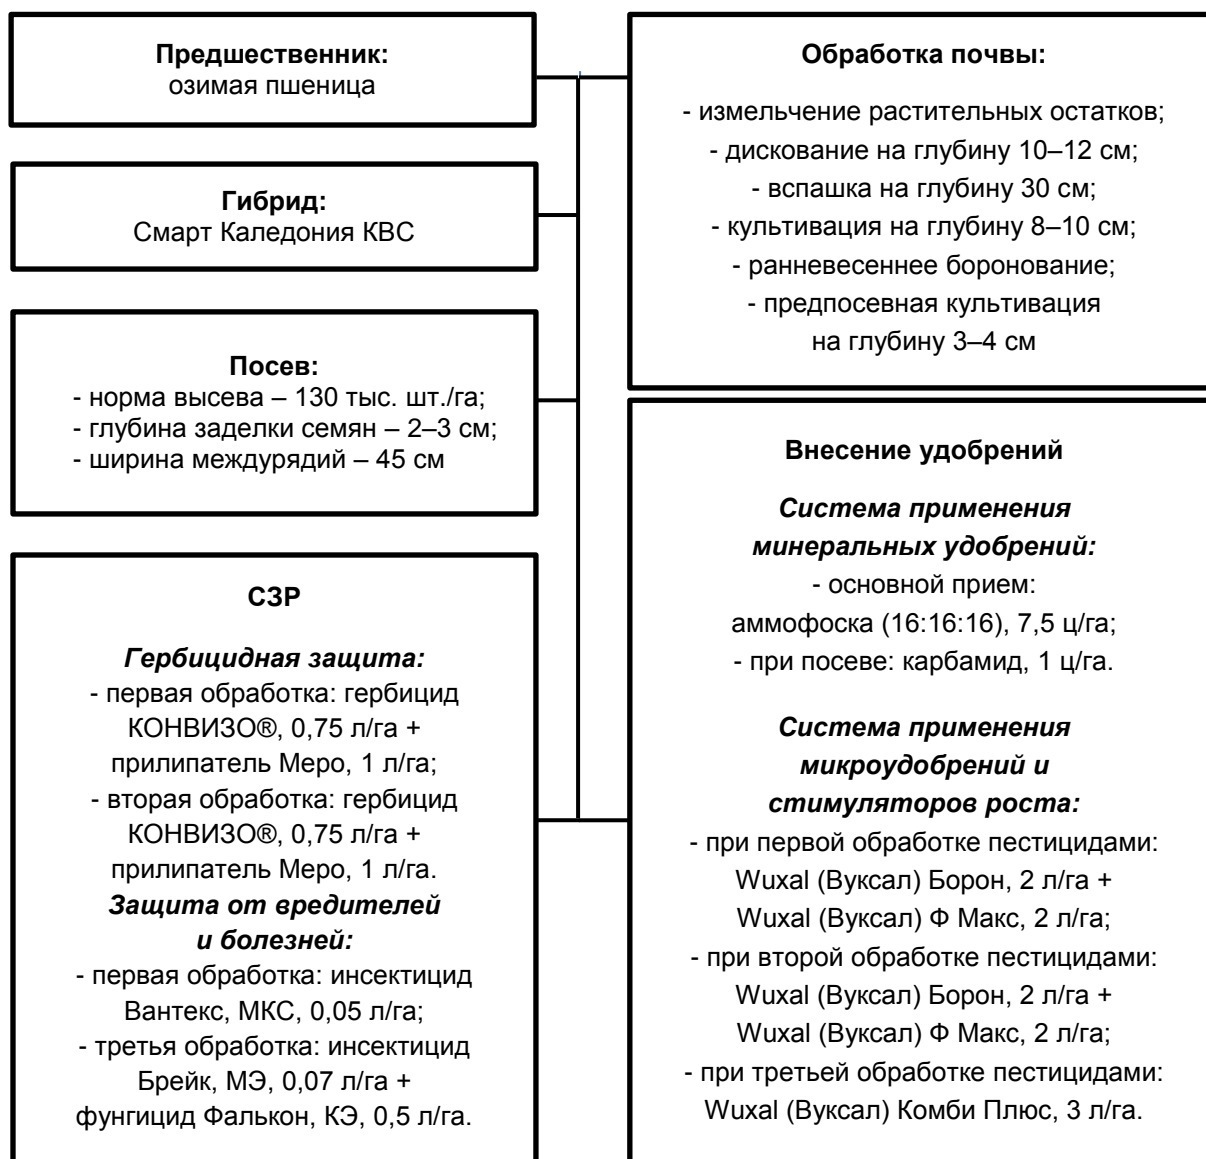 Предшественник:
озимая пшеница
Гибрид:
Смарт Каледония КВС
Посев:
- норма высева – 130 тыс. шт./га;
- глубина заделки семян – 2–3 см;
- ширина междурядий – 45 см
СЗР
Гербицидная защита:
- первая обработка: гербицид
КОНВИЗО®, 0,75 л/га +
прилипатель Меро, 1 л/га;
- вторая обработка: гербицид
КОНВИЗО®, 0,75 л/га +
прилипатель Меро, 1 л/га.
Защита от вредителей
и болезней:
- первая обработка: инсектицид
Вантекс, МКС, 0,05 л/га;
- третья обработка: инсектицид
Брейк, МЭ, 0,07 л/га +
фунгицид Фалькон, КЭ, 0,5 л/га.
Обработка почвы:
- измельчение растительных остатков;
- дискование на глубину 10–12 см;
- вспашка на глубину 30 см;
- культивация на глубину 8–10 см;
- ранневесеннее боронование;
- предпосевная культивация
на глубину 3–4 см
Внесение удобрений
Система применения
минеральных удобрений:
- основной прием:
аммофоска (16:16:16), 7,5 ц/га;
- при посеве: карбамид, 1 ц/га.
Система применения
микроудобрений и
стимуляторов роста:
- при первой обработке пестицидами:
Wuxal (Вуксал) Борон, 2 л/га +
Wuxal (Вуксал) Ф Макс, 2 л/га;
- при второй обработке пестицидами:
Wuxal (Вуксал) Борон, 2 л/га +
Wuxal (Вуксал) Ф Макс, 2 л/га;
- при третьей обработке пестицидами:
Wuxal (Вуксал) Комби Плюс, 3 л/га.